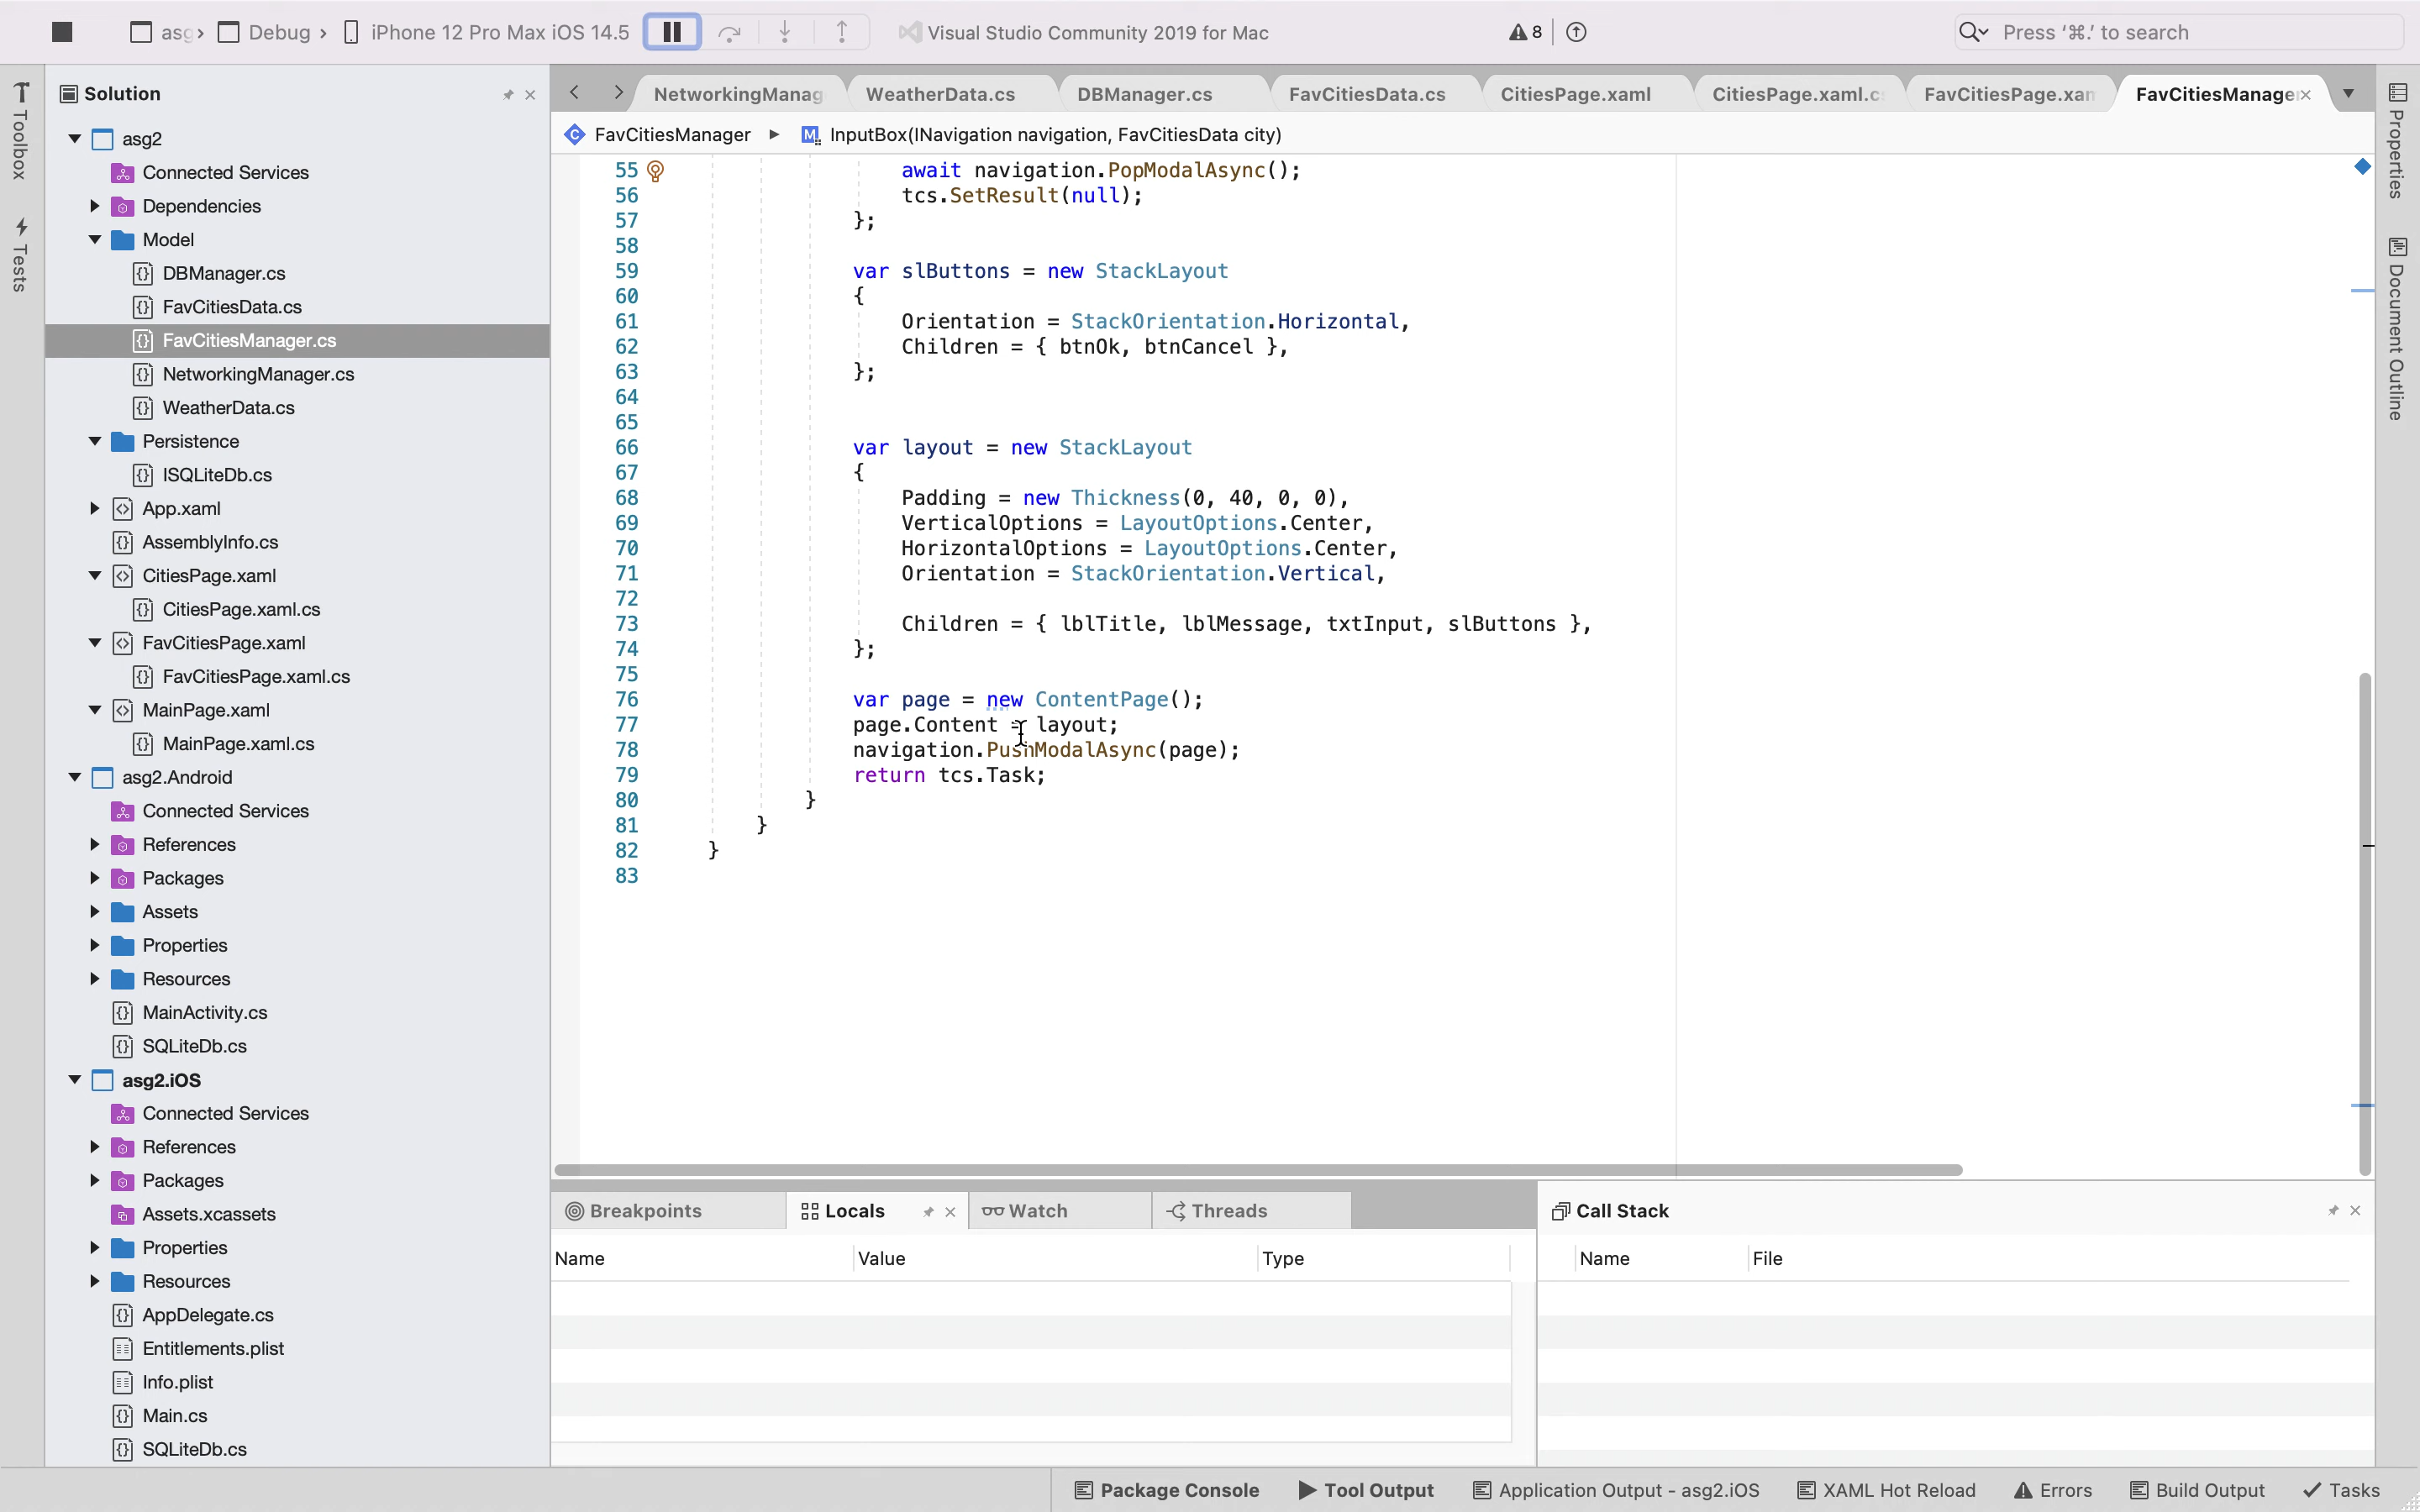 asg
Debug
iPhone 12 Pro Max iOS 14.5
Visual Studio Community 2019 for Mac
8
Press ‘⌘.’ to search
Toolbox
Tests
Solution
asg2
Connected Services
Dependencies
Model
DBManager.cs
FavCitiesData.cs
FavCitiesManager.cs
NetworkingManager.cs
WeatherData.cs
Persistence
ISQLiteDb.cs
App.xaml
AssemblyInfo.cs
CitiesPage.xaml
CitiesPage.xaml.cs
FavCitiesPage.xaml
FavCitiesPage.xaml.cs
MainPage.xaml
MainPage.xaml.cs
asg2.Android
Connected Services
References
Packages
Assets
Properties
Resources
MainActivity.cs
SQLiteDb.cs
asg2.iOS
Connected Services
References
Packages
Assets.xcassets
Properties
Resources
AppDelegate.cs
Entitlements.plist
Info.plist
Main.cs
SQLiteDb.cs
NetworkingManag WeatherData.cs DBManager.cs FavCitiesData.cs CitiesPage.xaml CitiesPage.xaml.c FavCitiesPage.xan FavCitiesManage
FavCitiesManager InputBox(INavigation navigation, FavCitiesData city)
55 await navigation.PopModalAsync();
56 tcs.SetResult(null);
57 };
58
59 var slButtons = new StackLayout
60 {
61 Orientation = StackOrientation.Horizontal,
62 Children = { btnOk, btnCancel },
63 };
64
65
66 var layout = new StackLayout
67 {
68 Padding = new Thickness(0, 40, 0, 0),
69 VerticalOptions = LayoutOptions.Center,
70 HorizontalOptions = LayoutOptions.Center,
71 Orientation = StackOrientation.Vertical,
72
73 Children = { lblTitle, lblMessage, txtInput, slButtons },
74 };
75
76 var page = new ContentPage();
77 page.Content = layout;
78 navigation.PushModalAsync(page);
79 return tcs.Task;
80 }
81 }
82 }
83
Properties
Document Outline
Breakpoints Locals Watch Threads
Name Value Type
Call Stack
Name File
Package Console Tool Output Application Output - asg2.iOS XAML Hot Reload Errors Build Output Tasks